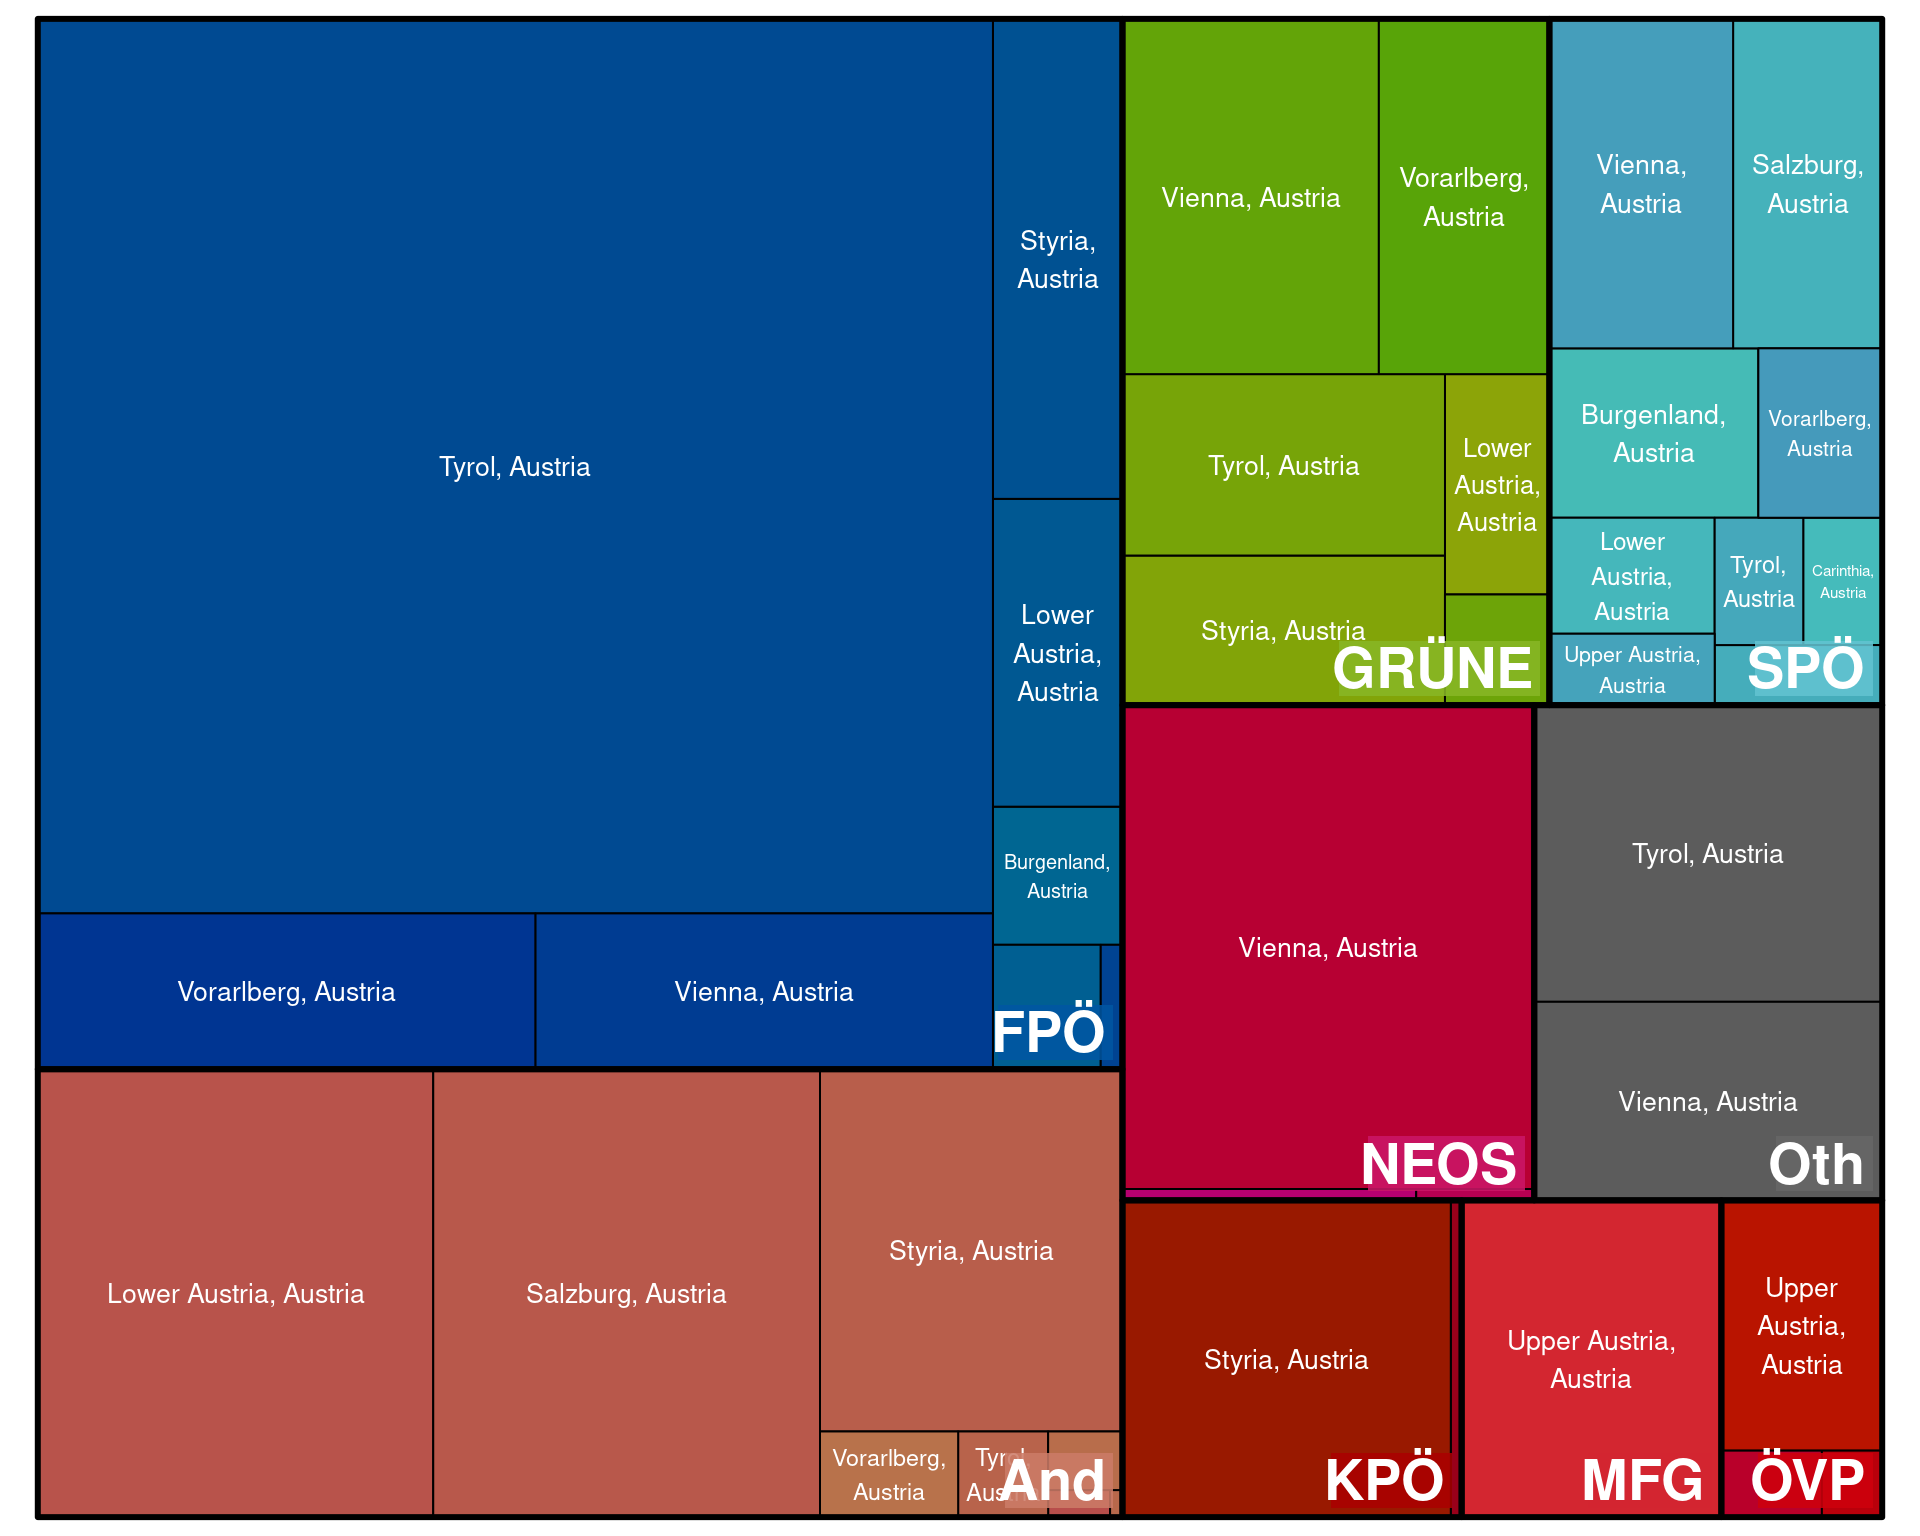 Tyrol, Austria
Styria,
Austria
Lower
Austria,
Austria
Burgenland,
Austria
Vorarlberg, Austria
Vienna, Austria
FPÖ
Lower Austria, Austria
Salzburg, Austria
Styria, Austria
Vorarlberg,
Austria
Tyrol,
Austria
And
Vienna, Austria
Vorarlberg,
Austria
Tyrol, Austria
Lower
Austria,
Austria
Styria, Austria
GRÜNE
Vienna,
Austria
Salzburg,
Austria
Burgenland,
Austria
Vorarlberg,
Austria
Lower
Austria,
Austria
Tyrol,
Austria
Carinthia,
Austria
Upper Austria,
Austria
SPÖ
Vienna, Austria
NEOS
Tyrol, Austria
Vienna, Austria
Oth
Styria, Austria
KPÖ
Upper Austria,
Austria
MFG
Upper
Austria,
Austria
ÖVP